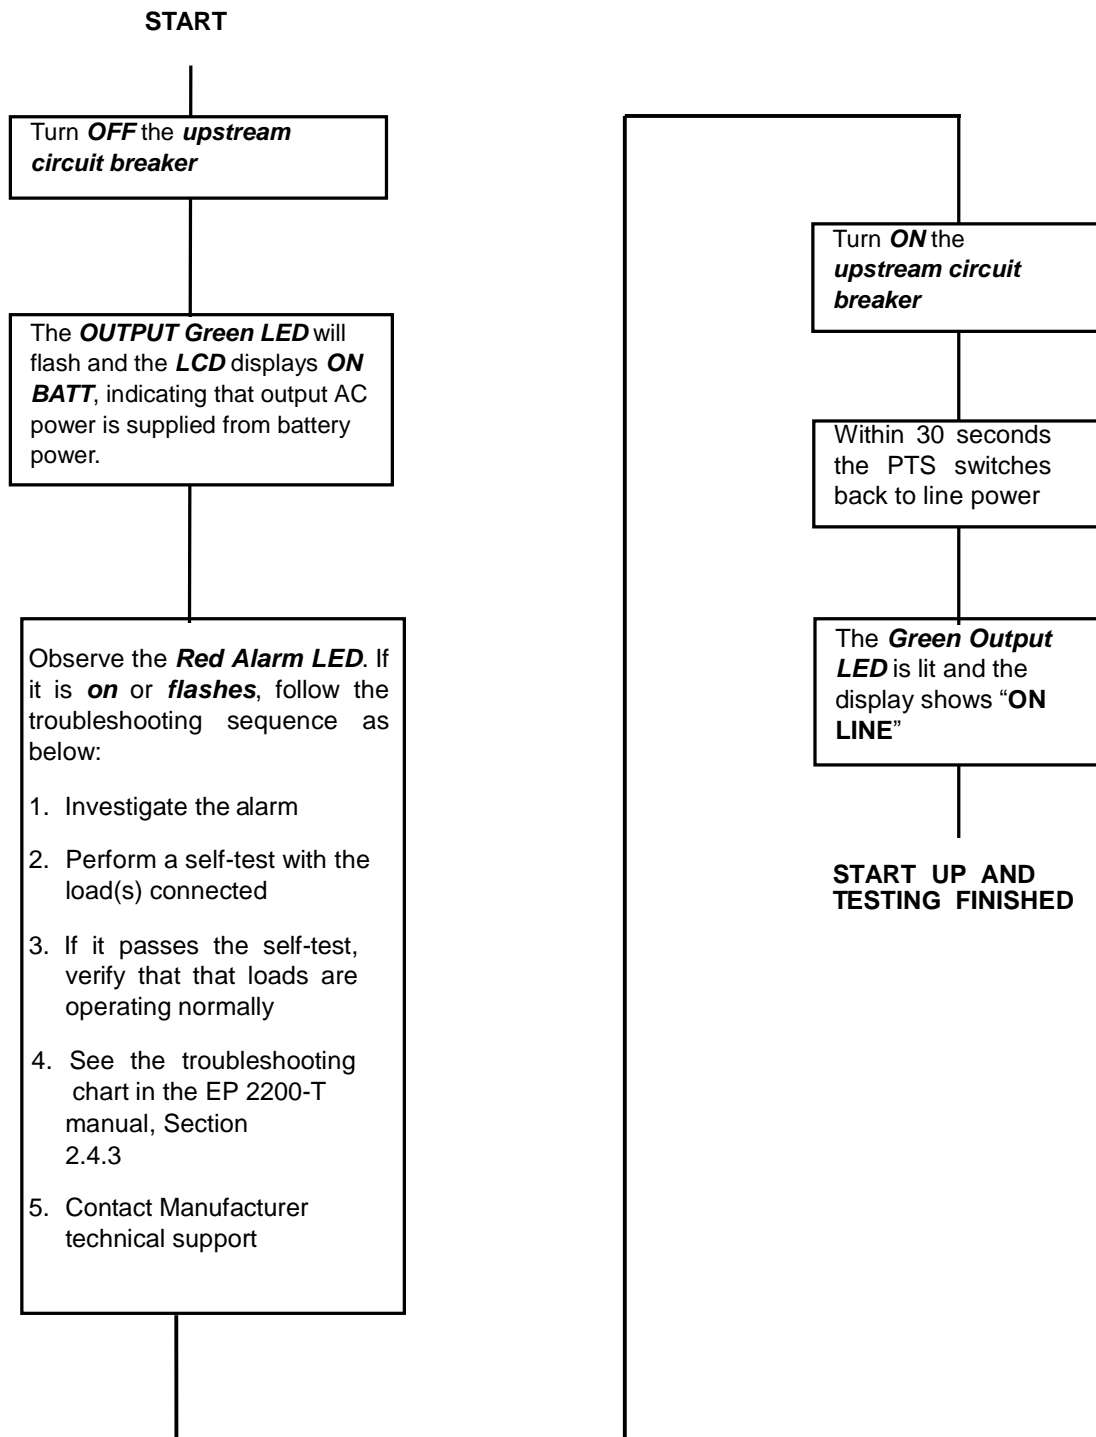 START
Turn OFF the upstream
circuit breaker
The OUTPUT Green LED will
flash and the LCD displays ON
BATT, indicating that output AC
power is supplied from battery
power.
Observe the Red Alarm LED. If
it is on or flashes, follow the
troubleshooting sequence as
below:
1. Investigate the alarm
2. Perform a self-test with the
load(s) connected
3. If it passes the self-test,
verify that that loads are
operating normally
4. See the troubleshooting
chart in the EP 2200-T
manual, Section
2.4.3
5. Contact Manufacturer
technical support
Turn ON the
upstream circuit
breaker
Within 30 seconds
the PTS switches
back to line power
The Green Output
LED is lit and the
display shows “ON
LINE”
START UP AND
TESTING FINISHED